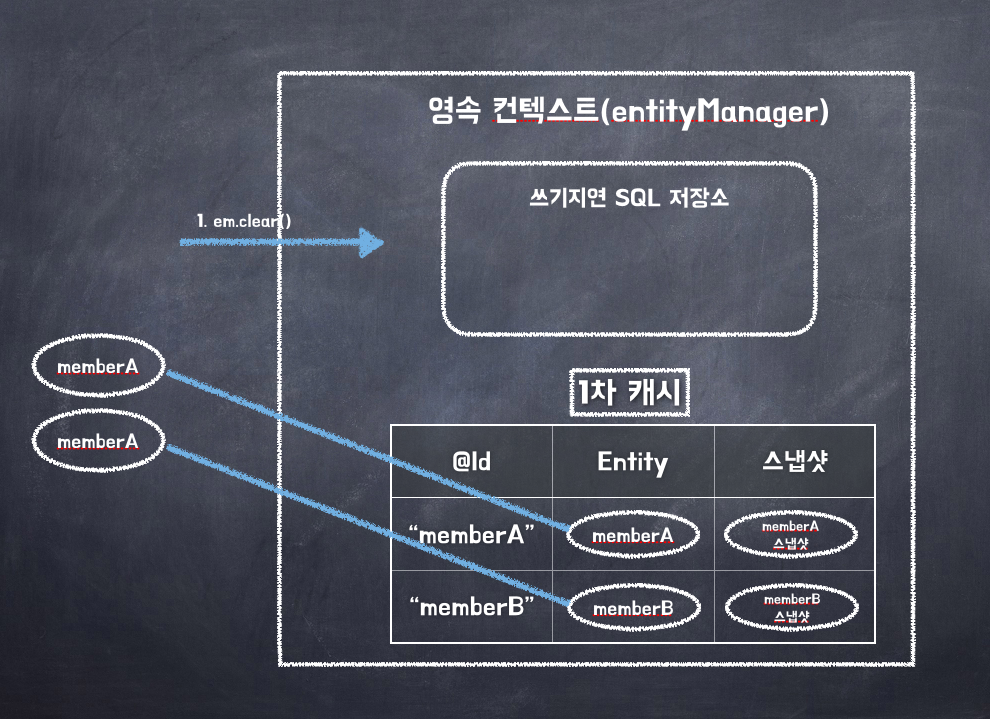 영속 컨텍스트(entityManager)
쓰기지연 SQL 저장소
1. em.clear()
memberA
memberA
1차 캐시
@Id Entity 스냅샷
“memberA” memberA memberA
스냅샷
“memberB” memberB memberB
스냅샷